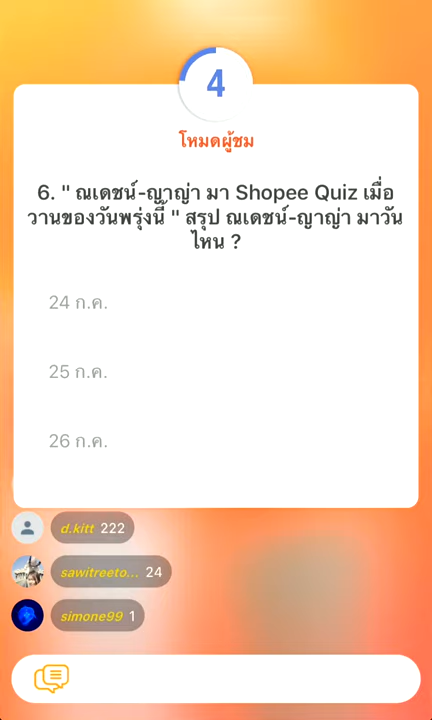 4
โหมดผู้ชม
6. " ณเดชน์-ญาญ่า มา Shopee Quiz เมื่อ
วานของวันพรุ่งนี้ " สรุป ณเดชน์-ญาญ่า มาวัน
ไหน ?
24 ก.ค.
25 ก.ค.
26 ก.ค.
d.kitt 222
sawitreeto... 24
simone99 1